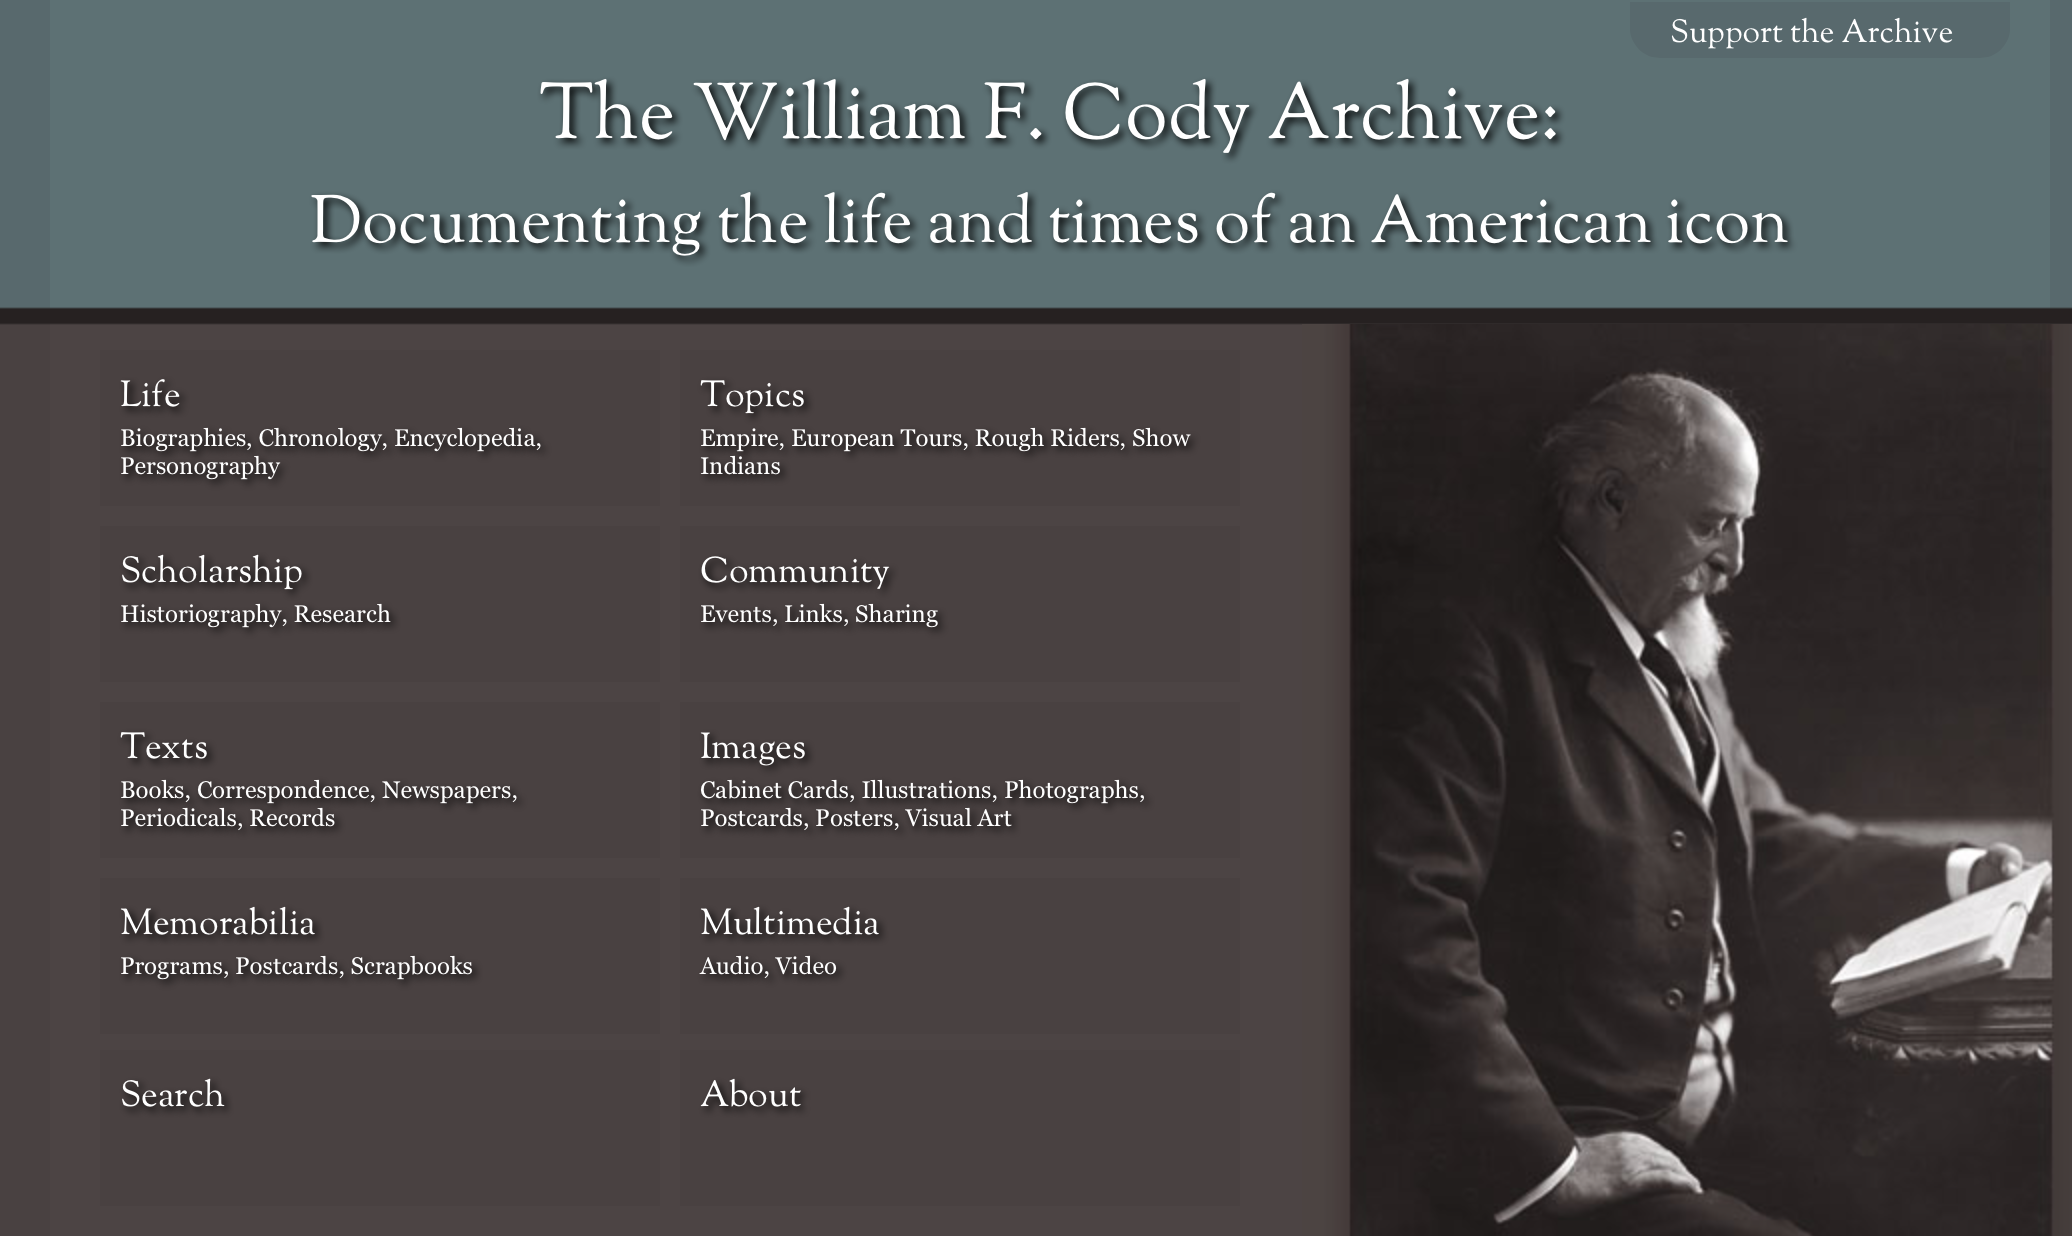 Support the Archive
The William F. Cody Archive:
Documenting the life and times of an American icon
Life
Biographies, Chronology, Encyclopedia,
Personography
Topics
Empire, European Tours, Rough Riders, Show
Indians
Scholarship
Historiography, Research
Community
Events, Links, Sharing
Texts
Books, Correspondence, Newspapers,
Periodicals, Records
Images
Cabinet Cards, Illustrations, Photographs,
Postcards, Posters, Visual Art
Memorabilia
Programs, Postcards, Scrapbooks
Multimedia
Audio, Video
Search
About